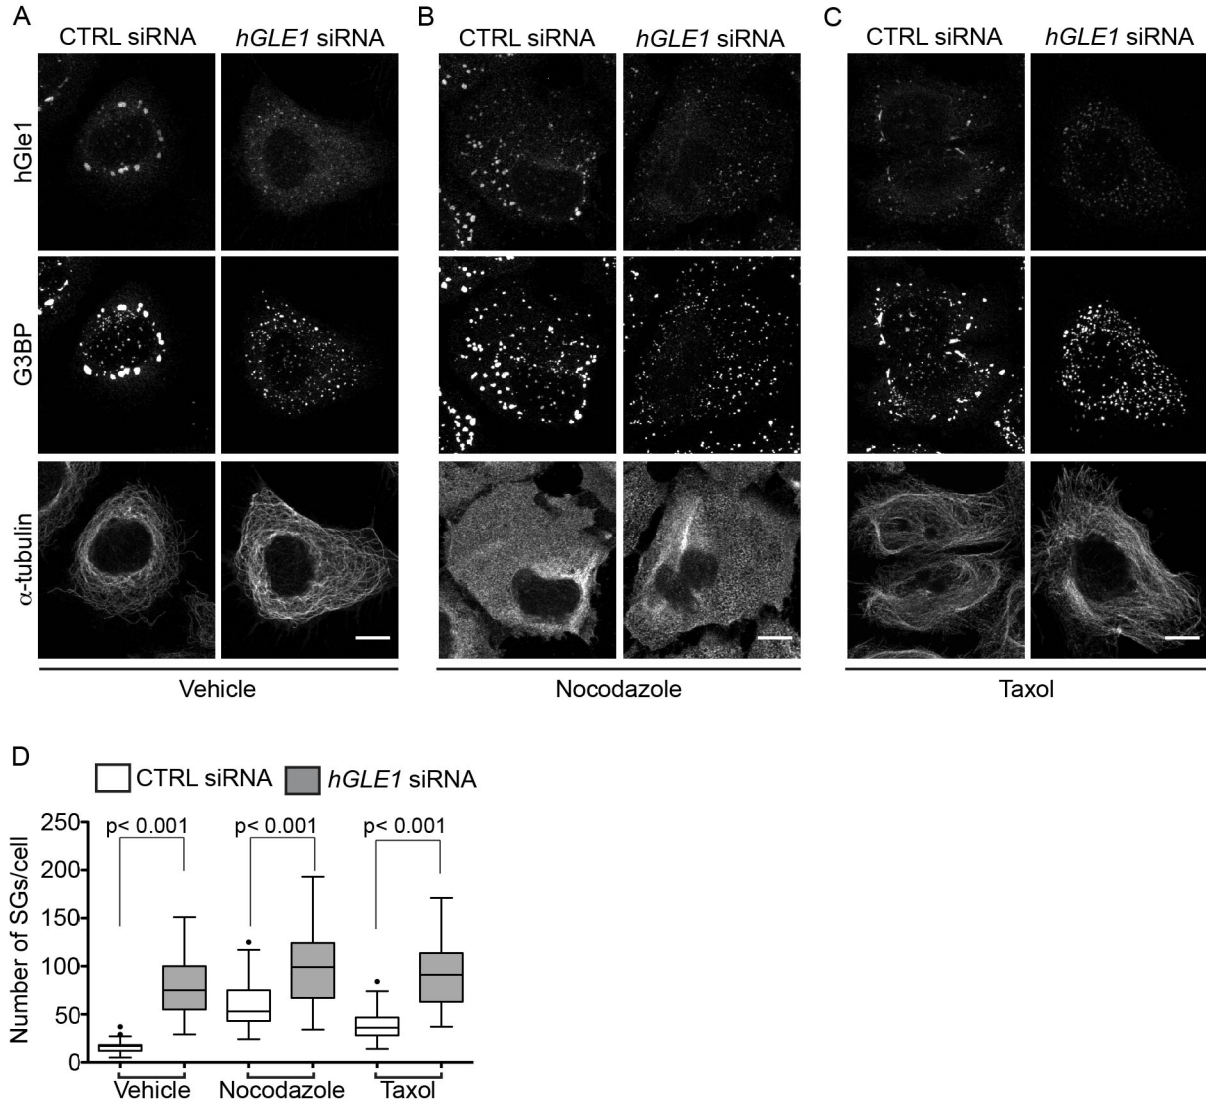 A
B
C
CTRL siRNA
hGLE1 siRNA
CTRL siRNA
hGLE1 siRNA
CTRL siRNA
hGLE1 siRNA
hGle1
G3BP
α-tubulin
Vehicle
Nocodazole
Taxol
D
CTRL siRNA
hGLE1 siRNA
Number of SGs/cell
250
200
150
100
50
0
p< 0.001
p< 0.001
p< 0.001
Vehicle
Nocodazole
Taxol